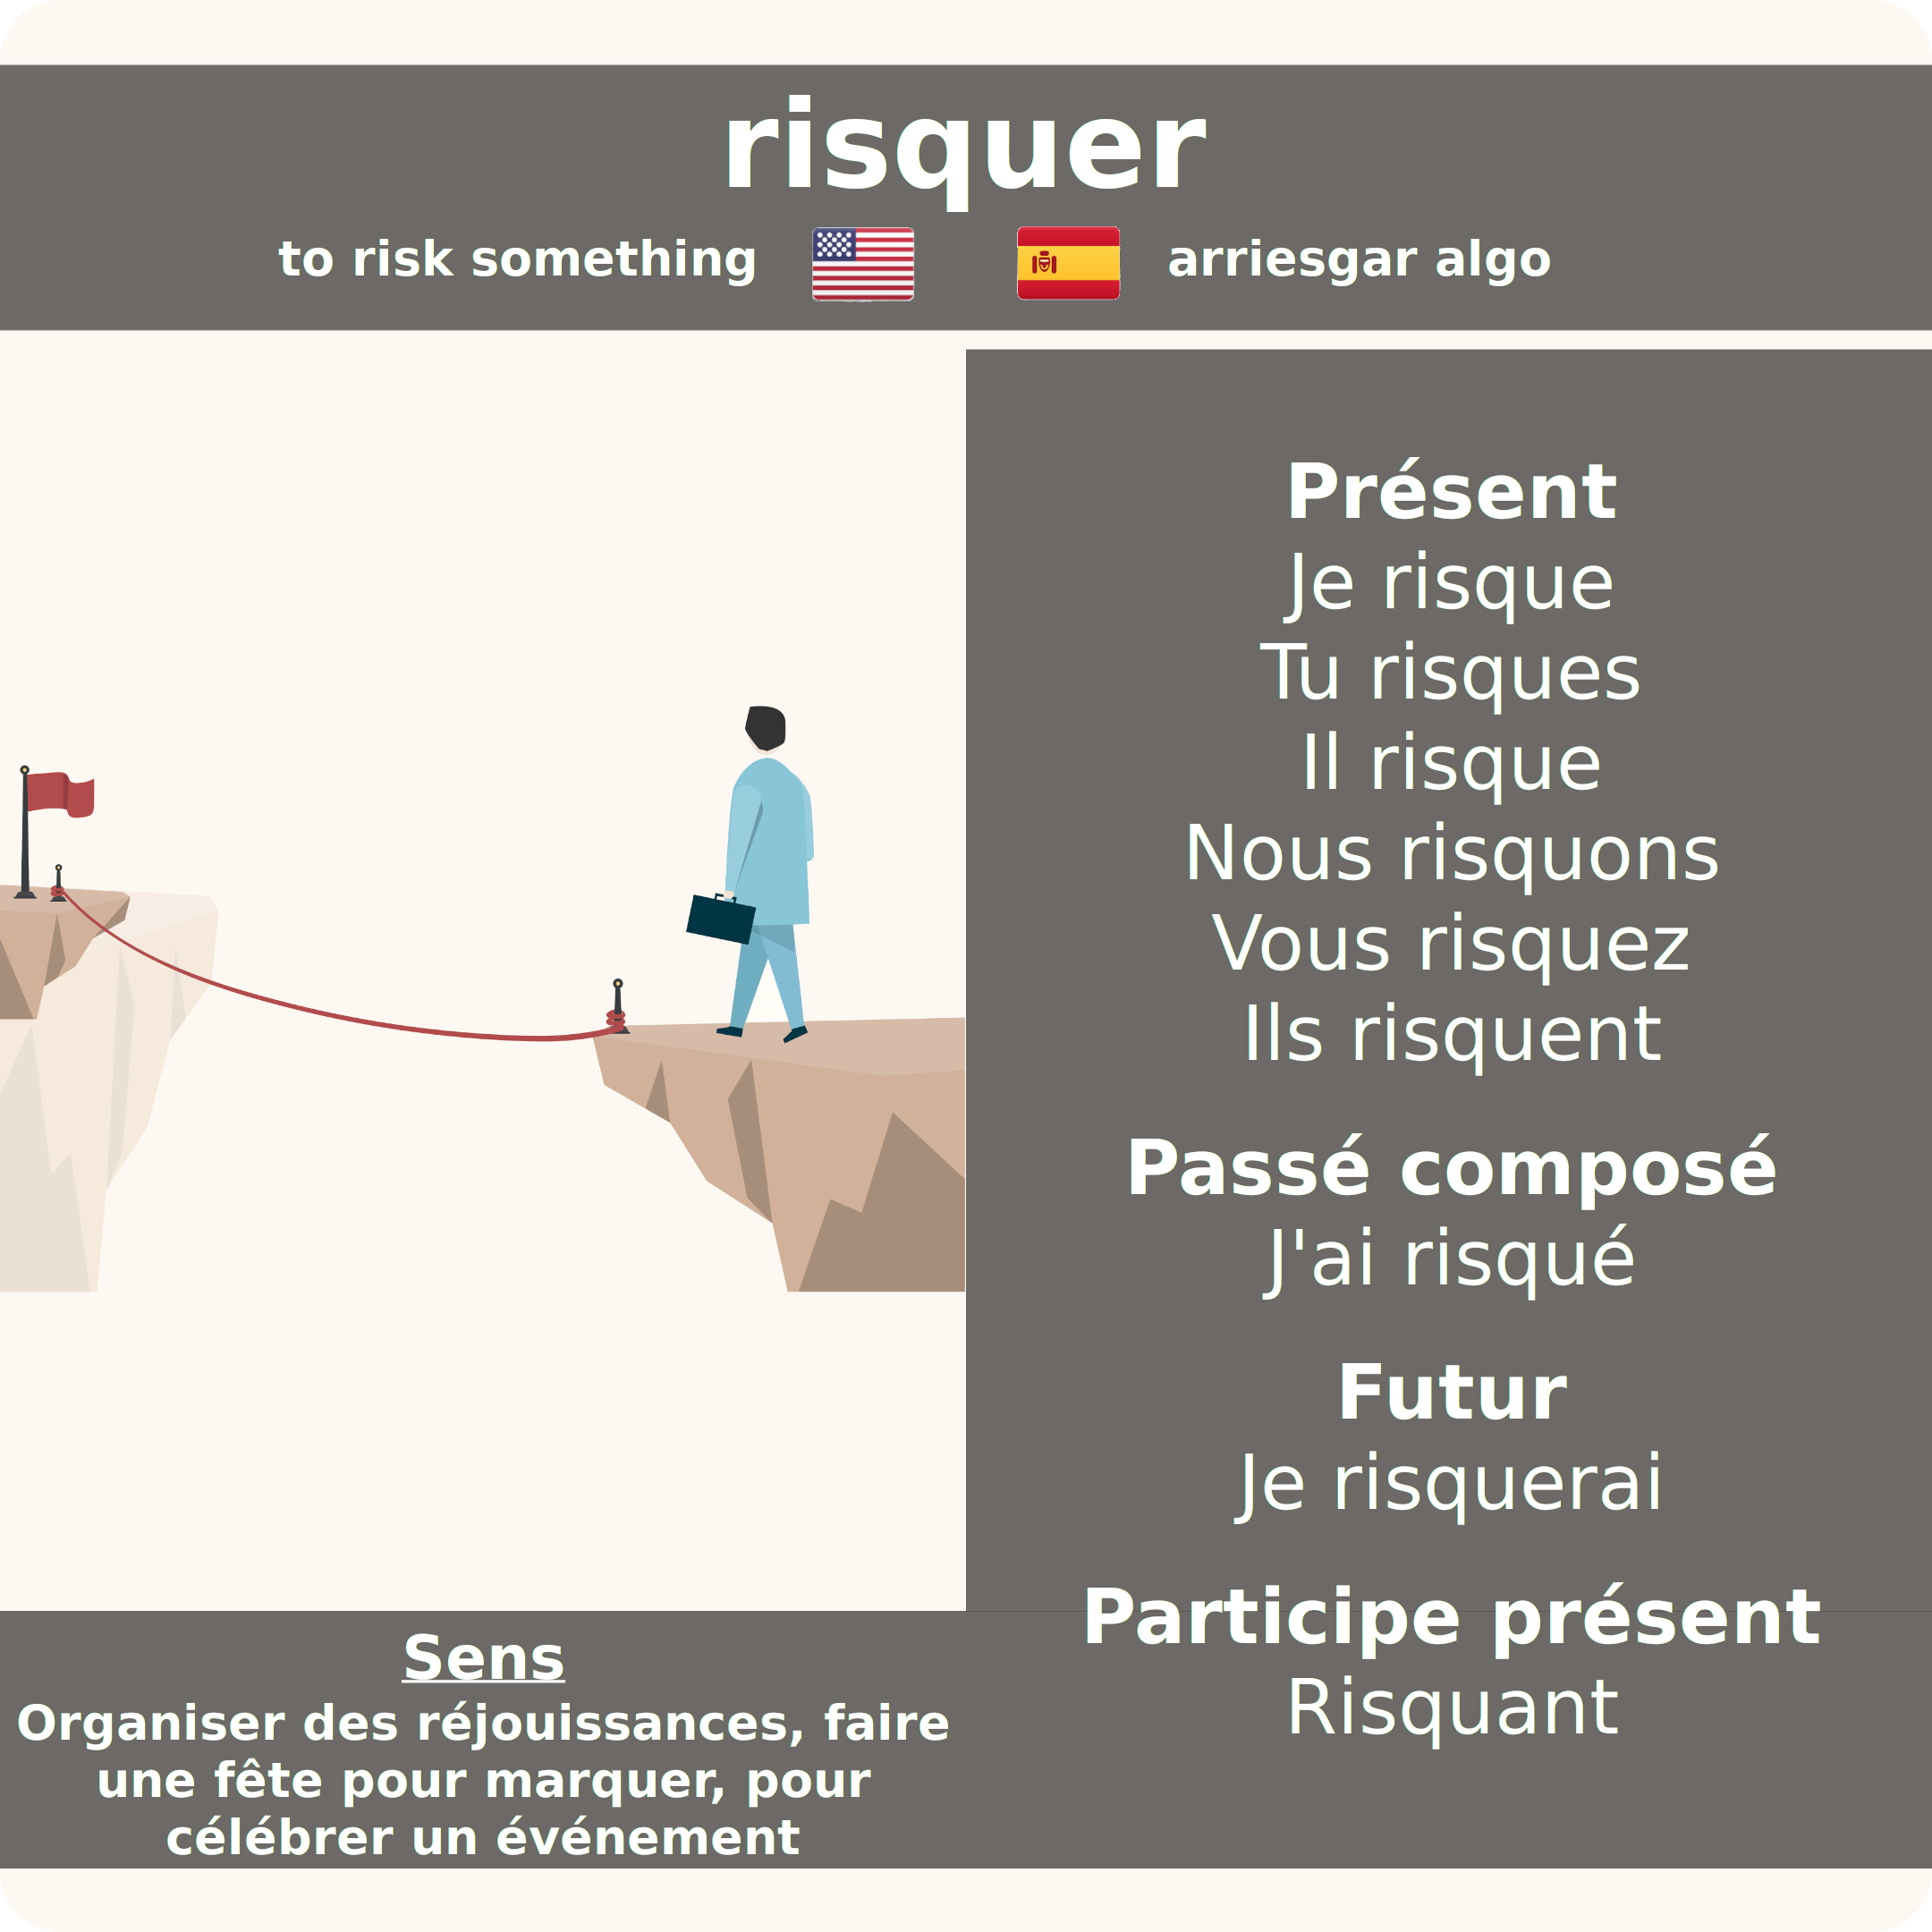 risquer
to risk something
arriesgar algo
Présent
Je risque
Tu risques
Il risque
Nous risquons
Vous risquez
Ils risquent
Passé composé
J'ai risqué
Futur
Je risquerai
Participe présent
Risquant
Sens
Organiser des réjouissances, faire
une fête pour marquer, pour
célébrer un événement